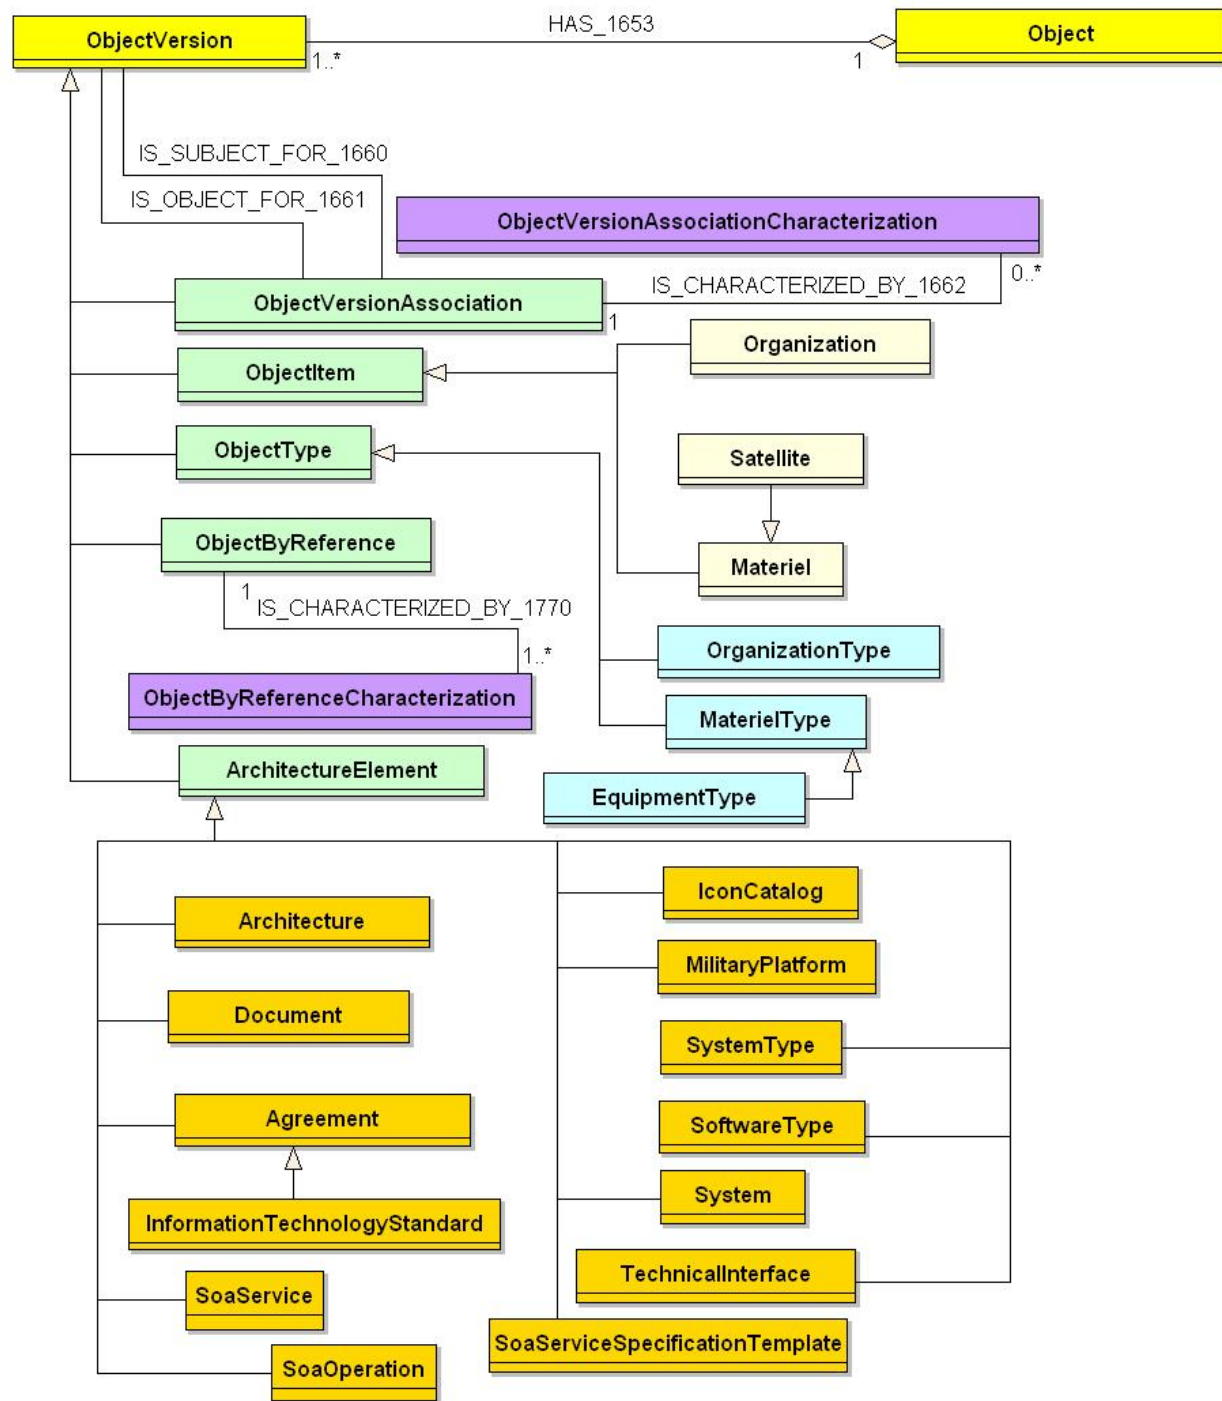 ObjectVersion
HAS_1653
Object
1..*
1
IS_SUBJECT_FOR_1660
IS_OBJECT_FOR_1661
ObjectVersionAssociationCharacterization
0..*
IS_CHARACTERIZED_BY_1662
ObjectVersionAssociation
1
Organization
ObjectItem
ObjectType
Satellite
ObjectByReference
Materiel
1
IS_CHARACTERIZED_BY_1770
1..*
OrganizationType
ObjectByReferenceCharacterization
MaterielType
ArchitectureElement
EquipmentType
IconCatalog
Architecture
MilitaryPlatform
Document
SystemType
Agreement
SoftwareType
System
InformationTechnologyStandard
TechnicalInterface
SoaService
SoaServiceSpecificationTemplate
SoaOperation